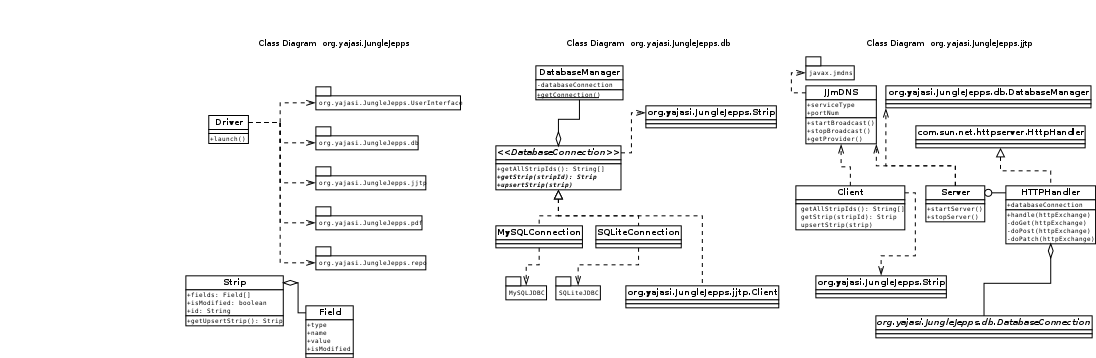 Class Diagram org.yajasi.JungleJepps
org.yajasi.JungleJepps.UserInterface
Driver
+launch()
org.yajasi.JungleJepps.db
org.yajasi.JungleJepps.jjtp
org.yajasi.JungleJepps.pdf
org.yajasi.JungleJepps.repo
Strip
+fields: Field[]
+isModified: boolean
+id: String
+getUpsertStrip(): Strip
Field
+type
+name
+value
+isModified
Class Diagram org.yajasi.JungleJepps.db
DatabaseManager
-databaseConnection
+getConnection()
org.yajasi.JungleJepps.Strip
<<DatabaseConnection>>
+getAllStripIds(): String[]
+getStrip(stripId): Strip
+upsertStrip(strip)
MySQLConnection
SQLiteConnection
MySQLJDBC
SQLiteJDBC
org.yajasi.JungleJepps.jjtp.Client
Class Diagram org.yajasi.JungleJepps.jjtp
javax.jmdns
JJmDNS
+serviceType
+portNum
+startBroadcast()
+stopBroadcast()
+getProvider()
org.yajasi.JungleJepps.db.DatabaseManager
com.sun.net.httpserver.HttpHandler
Client
getAllStripIds(): String[]
getStrip(stripId): Strip
upsertStrip(strip)
Server
+startServer()
+stopServer()
HTTPHandler
+databaseConnection
+handle(httpExchange)
-doGet(httpExchange)
-doPost(httpExchange)
-doPatch(httpExchange)
org.yajasi.JungleJepps.Strip
org.yajasi.JungleJepps.db.DatabaseConnection